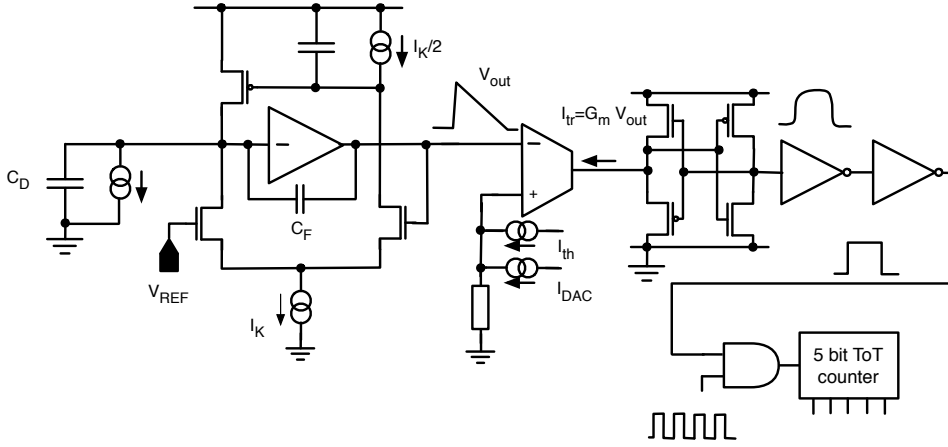 I_K/2
V_out
I_tr=G_m V_out
C_D
−
−
+
C_F
I_th
V_REF
I_DAC
I_K
5 bit ToT
counter